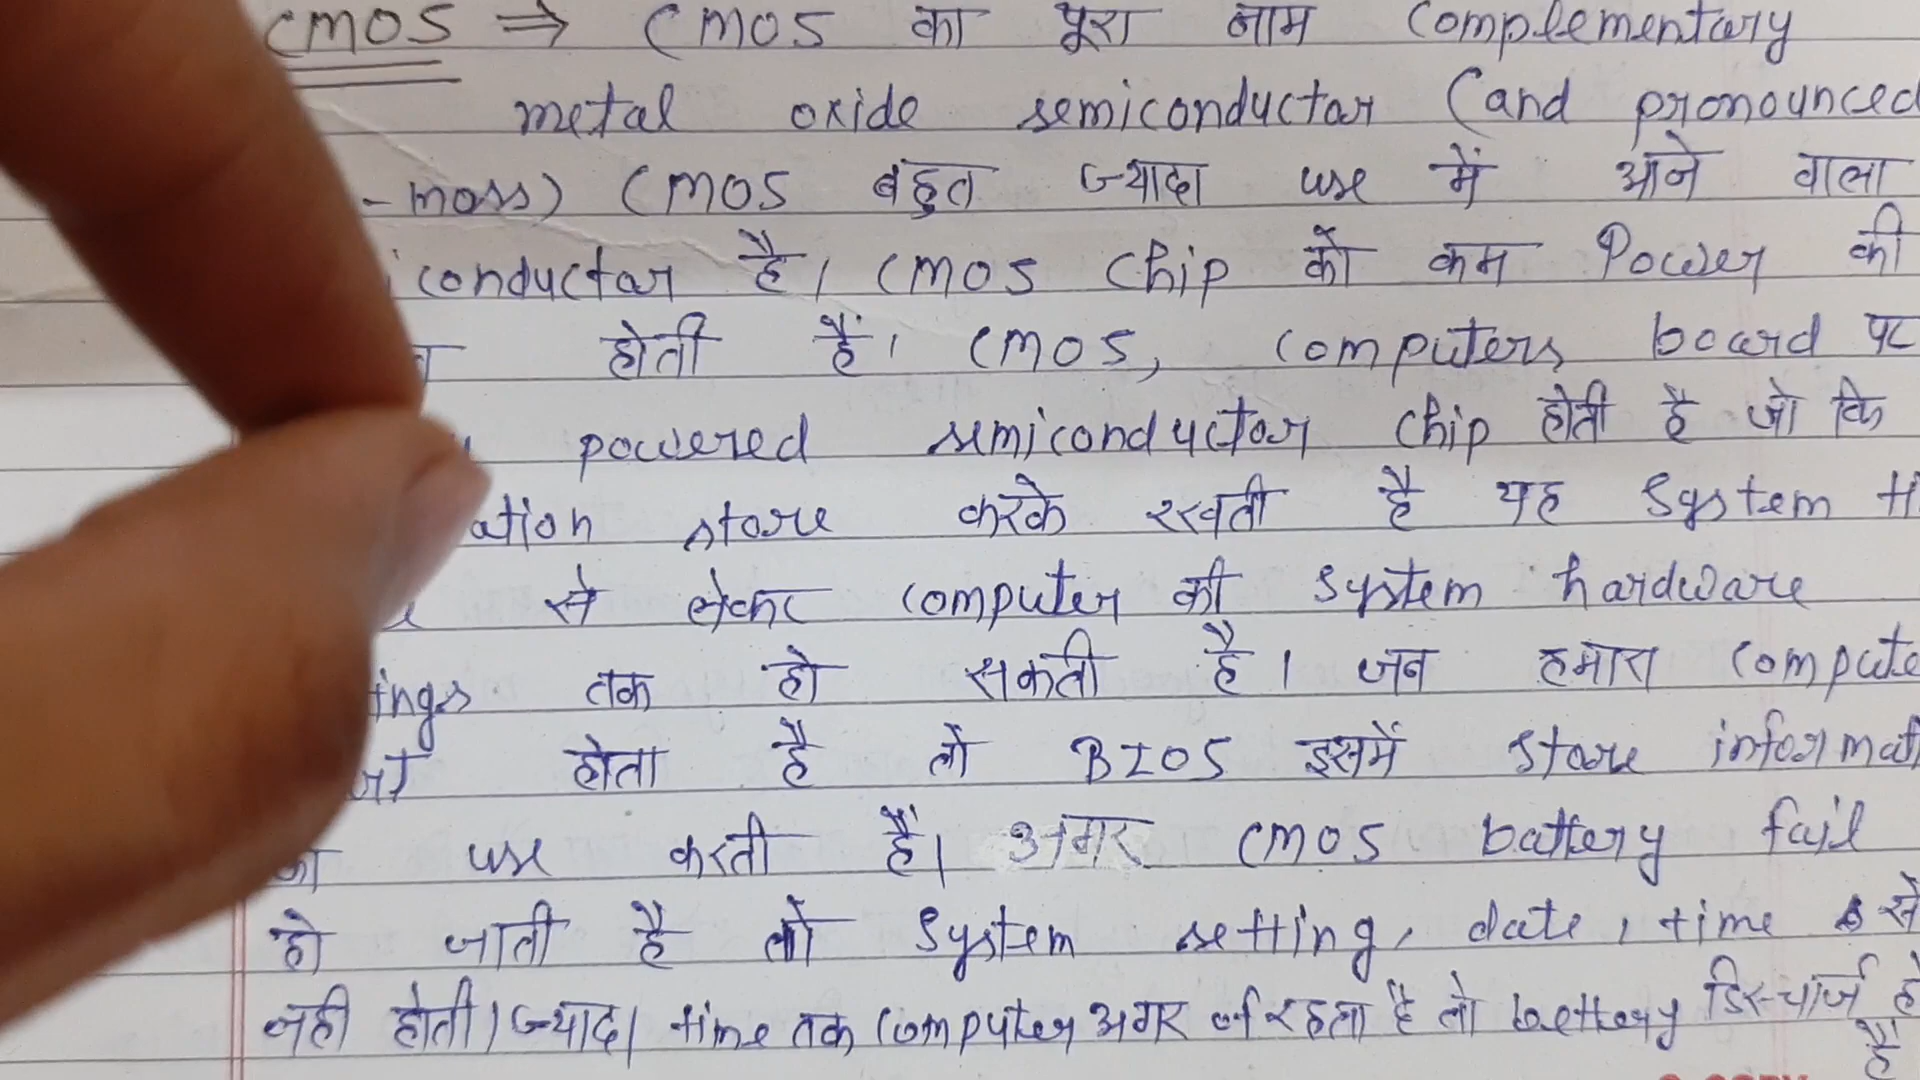 CMOS ⇒ CMOS का पूरा नाम Complementary
metal oxide semiconductor (and pronounced
- moss) CMOS बहुत ज्यादा use में आने वाला
conductor है। CMOS Chip को कम Power की
होती है। CMOS, Computers board पर
powered semiconductor chip होती है जो कि
ation store करके रखती है यह System ti
से लेकर computer की system hardware
tings तक हो सकती है। जब हमारा Compute
होता है तो BIOS इसमें store informati
का use करती है। अगर CMOS battery fail
हो जाती है तो System setting, date, time से
नही होती। ज्यादा time तक Computer अगर र्ऑफ रहता है तो bettery डिस्चार्ज हो
है